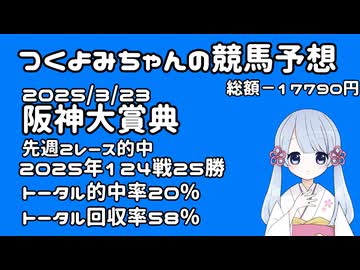 つくよみちゃんの競馬予想
総額－17790円
2025/3/23
阪神大賞典
先週2レース的中
2025年124戦25勝
トータル的中率20%
トータル回収率58%